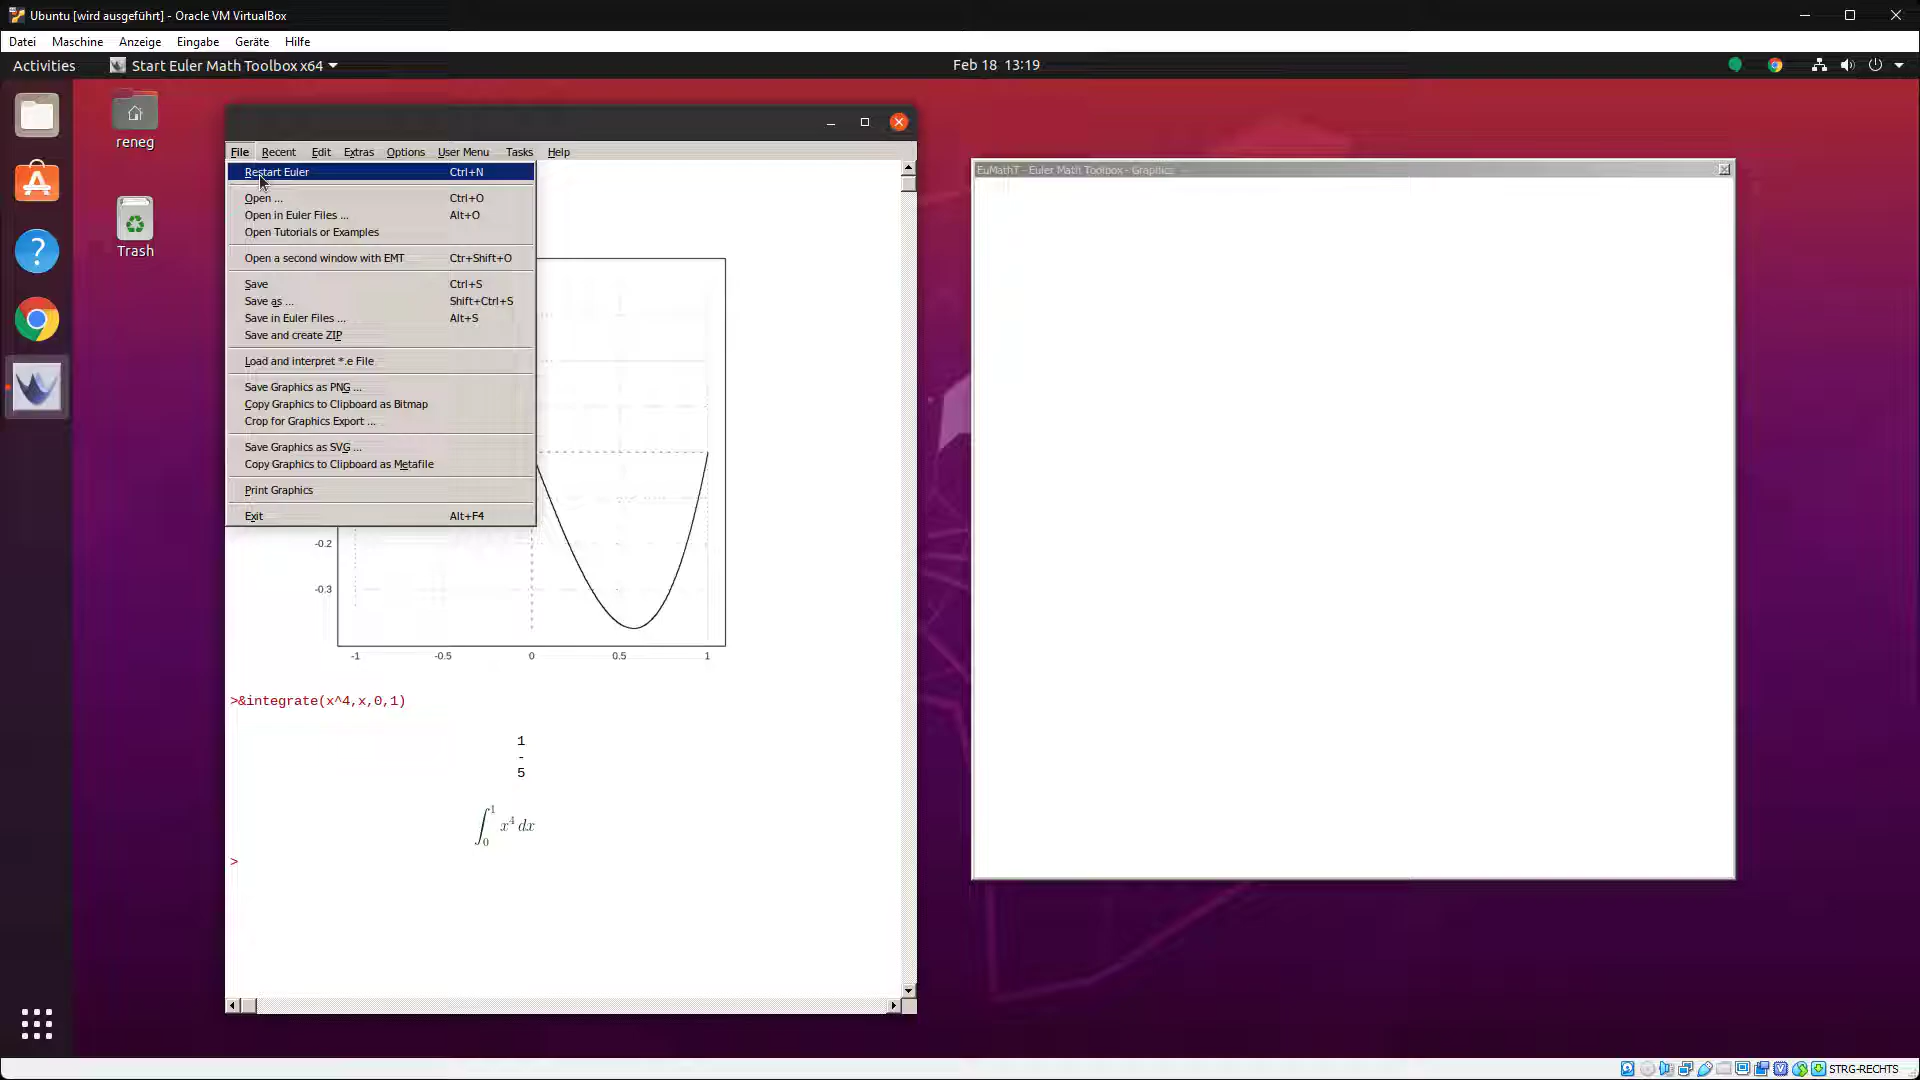 Ubuntu [wird ausgeführt] - Oracle VM VirtualBox
Datei Maschine Anzeige Eingabe Geräte Hilfe
Activities Start Euler Math Toolbox x64 Feb 18 13:19
reneg
Trash
File Recent Edit Extras Options User Menu Tasks Help
Restart Euler Ctrl+N
Open ... Ctrl+O
Open in Euler Files ... Alt+O
Open Tutorials or Examples
Open a second window with EMT Ctr+Shift+O
Save Ctrl+S
Save as ... Shift+Ctrl+S
Save in Euler Files ... Alt+S
Save and create ZIP
Load and interpret *.e File
Save Graphics as PNG ...
Copy Graphics to Clipboard as Bitmap
Crop for Graphics Export ...
Save Graphics as SVG ...
Copy Graphics to Clipboard as Metafile
Print Graphics
Exit Alt+F4
-0.2
-0.3
-1 -0.5 0 0.5 1
>&integrate(x^4,x,0,1)
1
-
5
∫₀¹ x⁴ dx
>
EuMathT - Euler Math Toolbox - Graphics
STRG-RECHTS